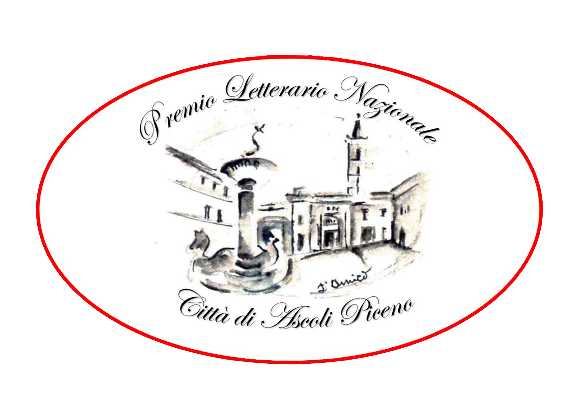 Premio Letterario Nazionale
Città di Ascoli Piceno